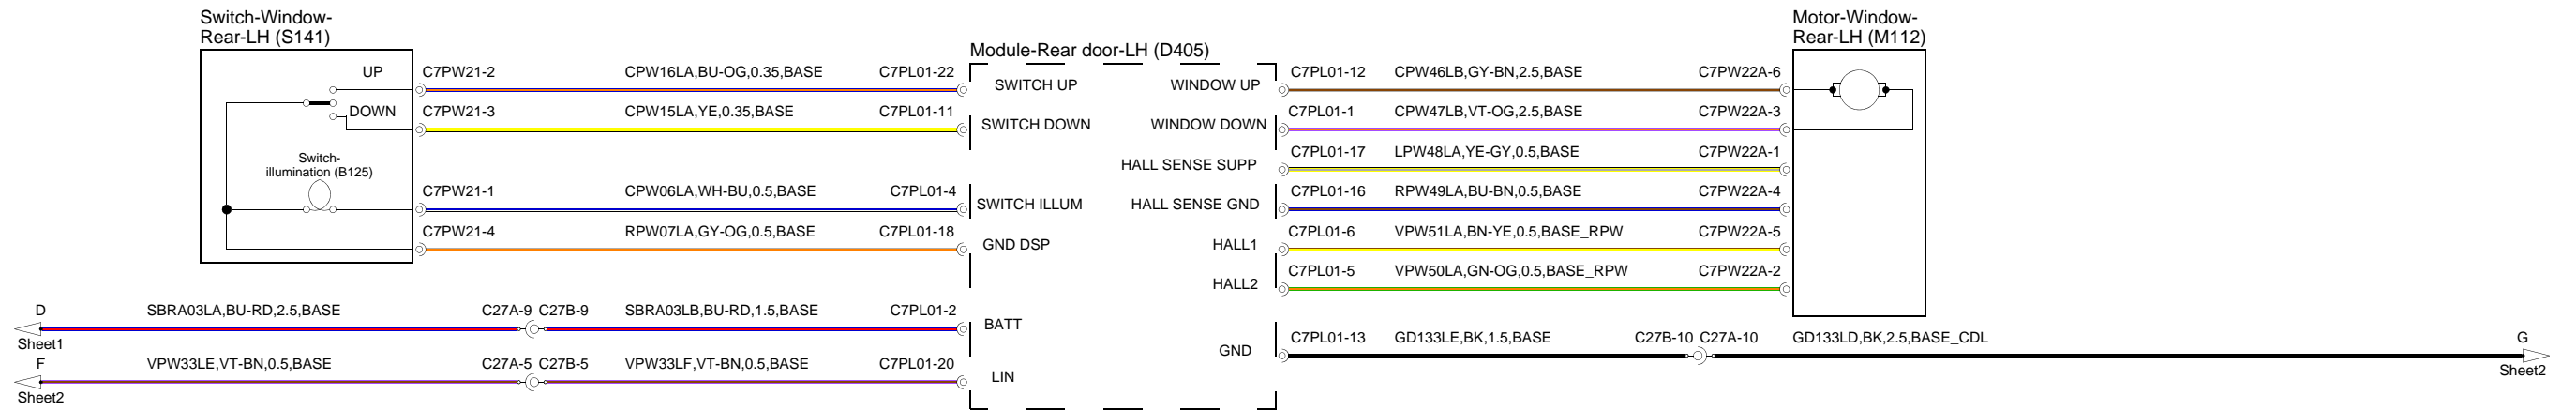 Switch-Window-
Rear-LH (S141)
Motor-Window-
Rear-LH (M112)
Module-Rear door-LH (D405)
UP C7PW21-2 CPW16LA,BU-OG,0.35,BASE C7PL01-22 SWITCH UP WINDOW UP C7PL01-12 CPW46LB,GY-BN,2.5,BASE C7PW22A-6
DOWN C7PW21-3 CPW15LA,YE,0.35,BASE C7PL01-11 SWITCH DOWN WINDOW DOWN C7PL01-1 CPW47LB,VT-OG,2.5,BASE C7PW22A-3
Switch-
illumination (B125)
HALL SENSE SUPP C7PL01-17 LPW48LA,YE-GY,0.5,BASE C7PW22A-1
C7PW21-1 CPW06LA,WH-BU,0.5,BASE C7PL01-4 SWITCH ILLUM HALL SENSE GND C7PL01-16 RPW49LA,BU-BN,0.5,BASE C7PW22A-4
C7PW21-4 RPW07LA,GY-OG,0.5,BASE C7PL01-18 GND DSP HALL1 C7PL01-6 VPW51LA,BN-YE,0.5,BASE_RPW C7PW22A-5
HALL2 C7PL01-5 VPW50LA,GN-OG,0.5,BASE_RPW C7PW22A-2
D SBRA03LA,BU-RD,2.5,BASE C27A-9 C27B-9 SBRA03LB,BU-RD,1.5,BASE C7PL01-2 BATT
Sheet1
GND C7PL01-13 GD133LE,BK,1.5,BASE C27B-10 C27A-10 GD133LD,BK,2.5,BASE_CDL G
Sheet2
F VPW33LE,VT-BN,0.5,BASE C27A-5 C27B-5 VPW33LF,VT-BN,0.5,BASE C7PL01-20 LIN
Sheet2